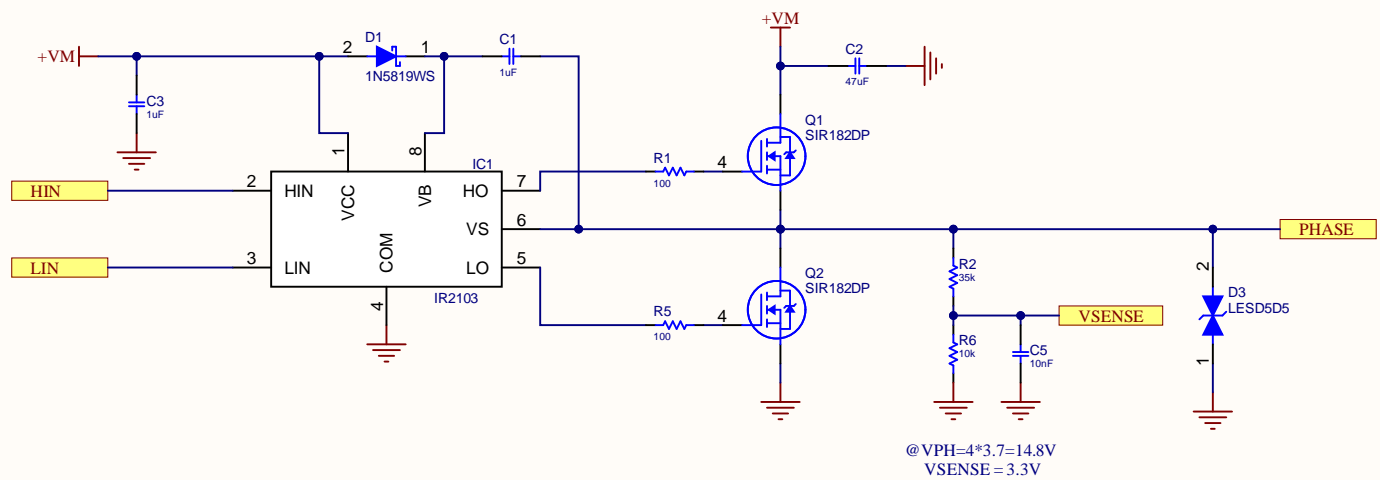 +VM
C3
1uF
2
D1
1
1N5819WS
C1
1uF
+VM
C2
47uF
Q1
SIR182DP
1
8
IC1
HIN
2
HIN
VCC
VB
HO
7
R1
100
4
VS
6
PHASE
LIN
3
LIN
COM
LO
5
IR2103
4
R5
100
4
Q2
SIR182DP
R2
35k
VSENSE
R6
10k
C5
10nF
2
D3
LESD5D5
1
@VPH=4*3.7=14.8V
VSENSE = 3.3V